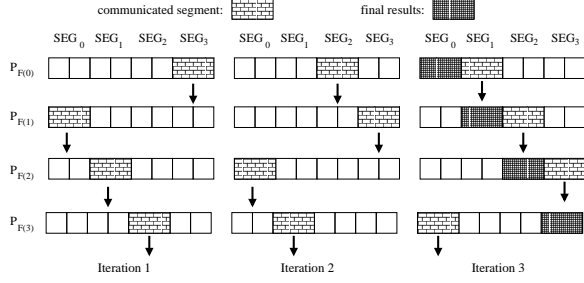 communicated segment: final results:
SEG0 SEG1 SEG2 SEG3 SEG0 SEG1 SEG2 SEG3 SEG0 SEG1 SEG2 SEG3
PF(0)
PF(1)
PF(2)
PF(3)
Iteration 1 Iteration 2 Iteration 3